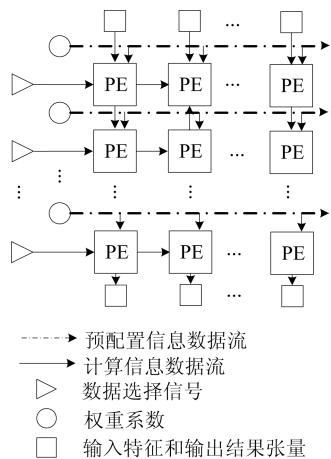 ...
PE PE ... PE
PE PE ... PE
... ... ... ...
PE PE ... PE
...
预配置信息数据流
计算信息数据流
数据选择信号
权重系数
输入特征和输出结果张量